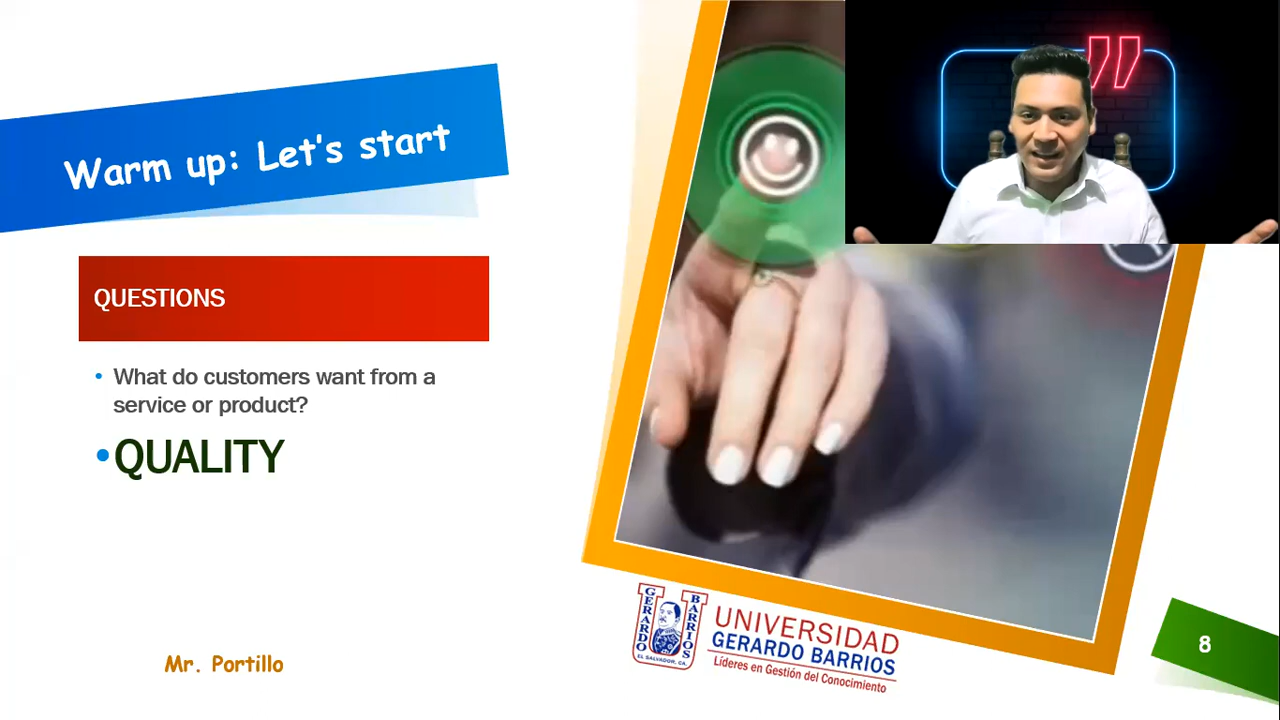 Warm up: Let's start
QUESTIONS
• What do customers want from a
service or product?
• QUALITY
Mr. Portillo
GERARDO
BARRIOS
EL SALVADOR, CA.
UNIVERSIDAD
GERARDO BARRIOS
Líderes en Gestión del Conocimiento
8